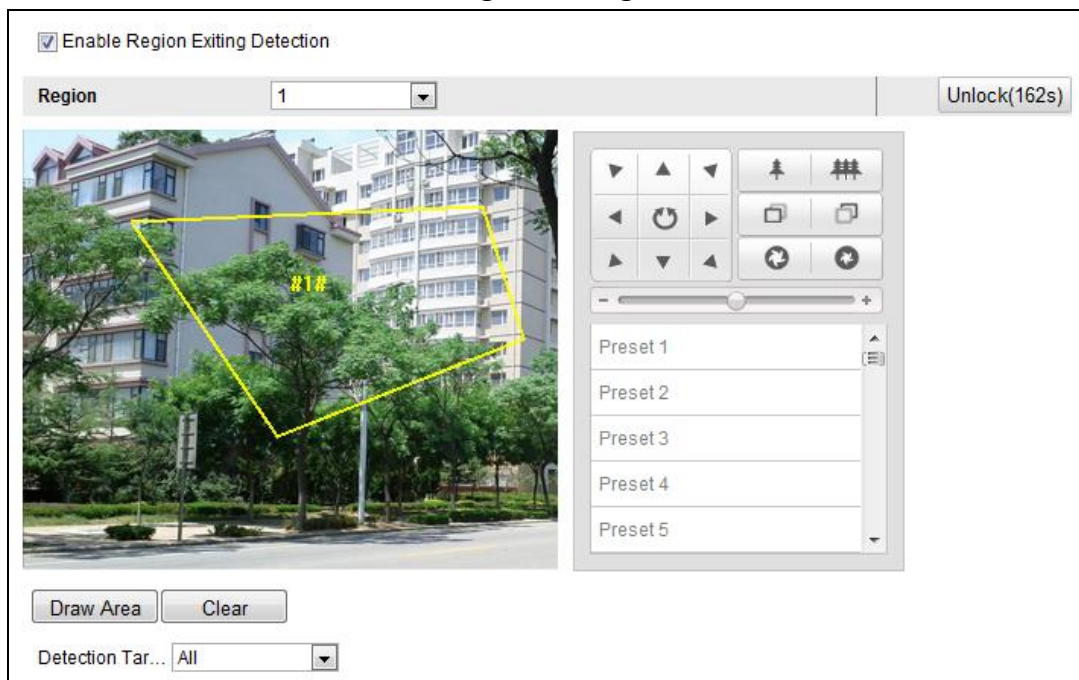 Enable Region Exiting Detection
Region
1
Unlock(162s)
#1#
Preset 1
Preset 2
Preset 3
Preset 4
Preset 5
Draw Area
Clear
Detection Tar...
All